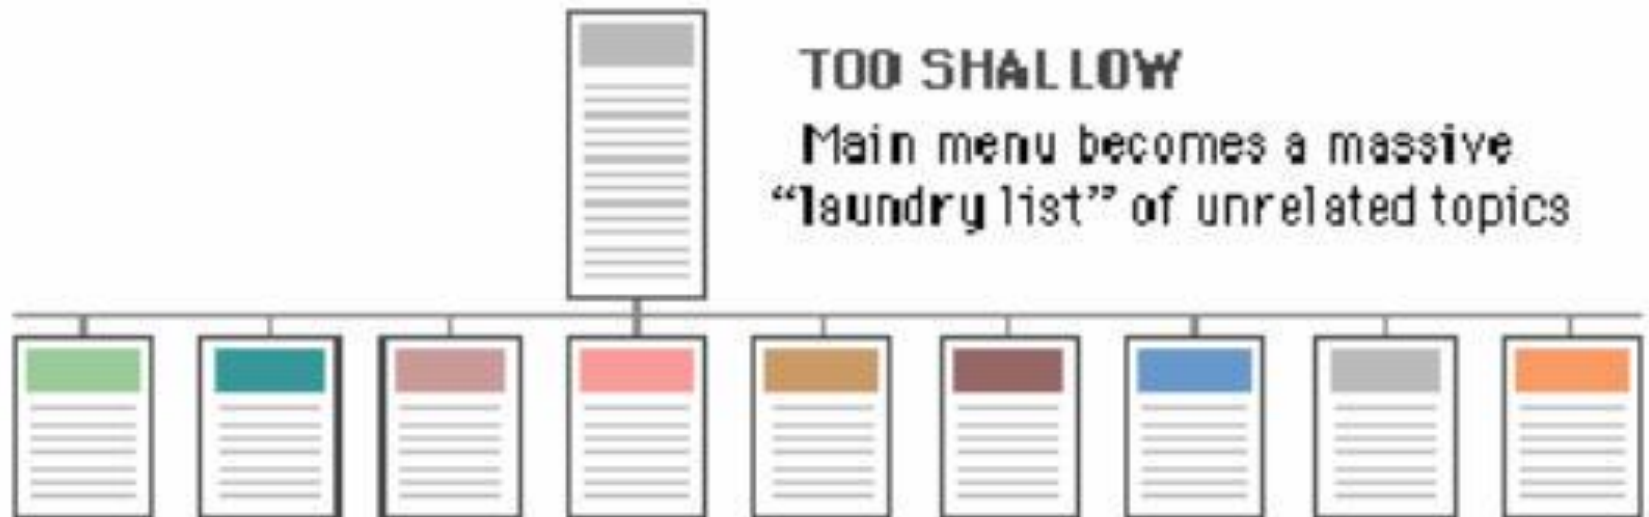 TOO SHALLOW
Main menu becomes a massive
“laundry list” of unrelated topics